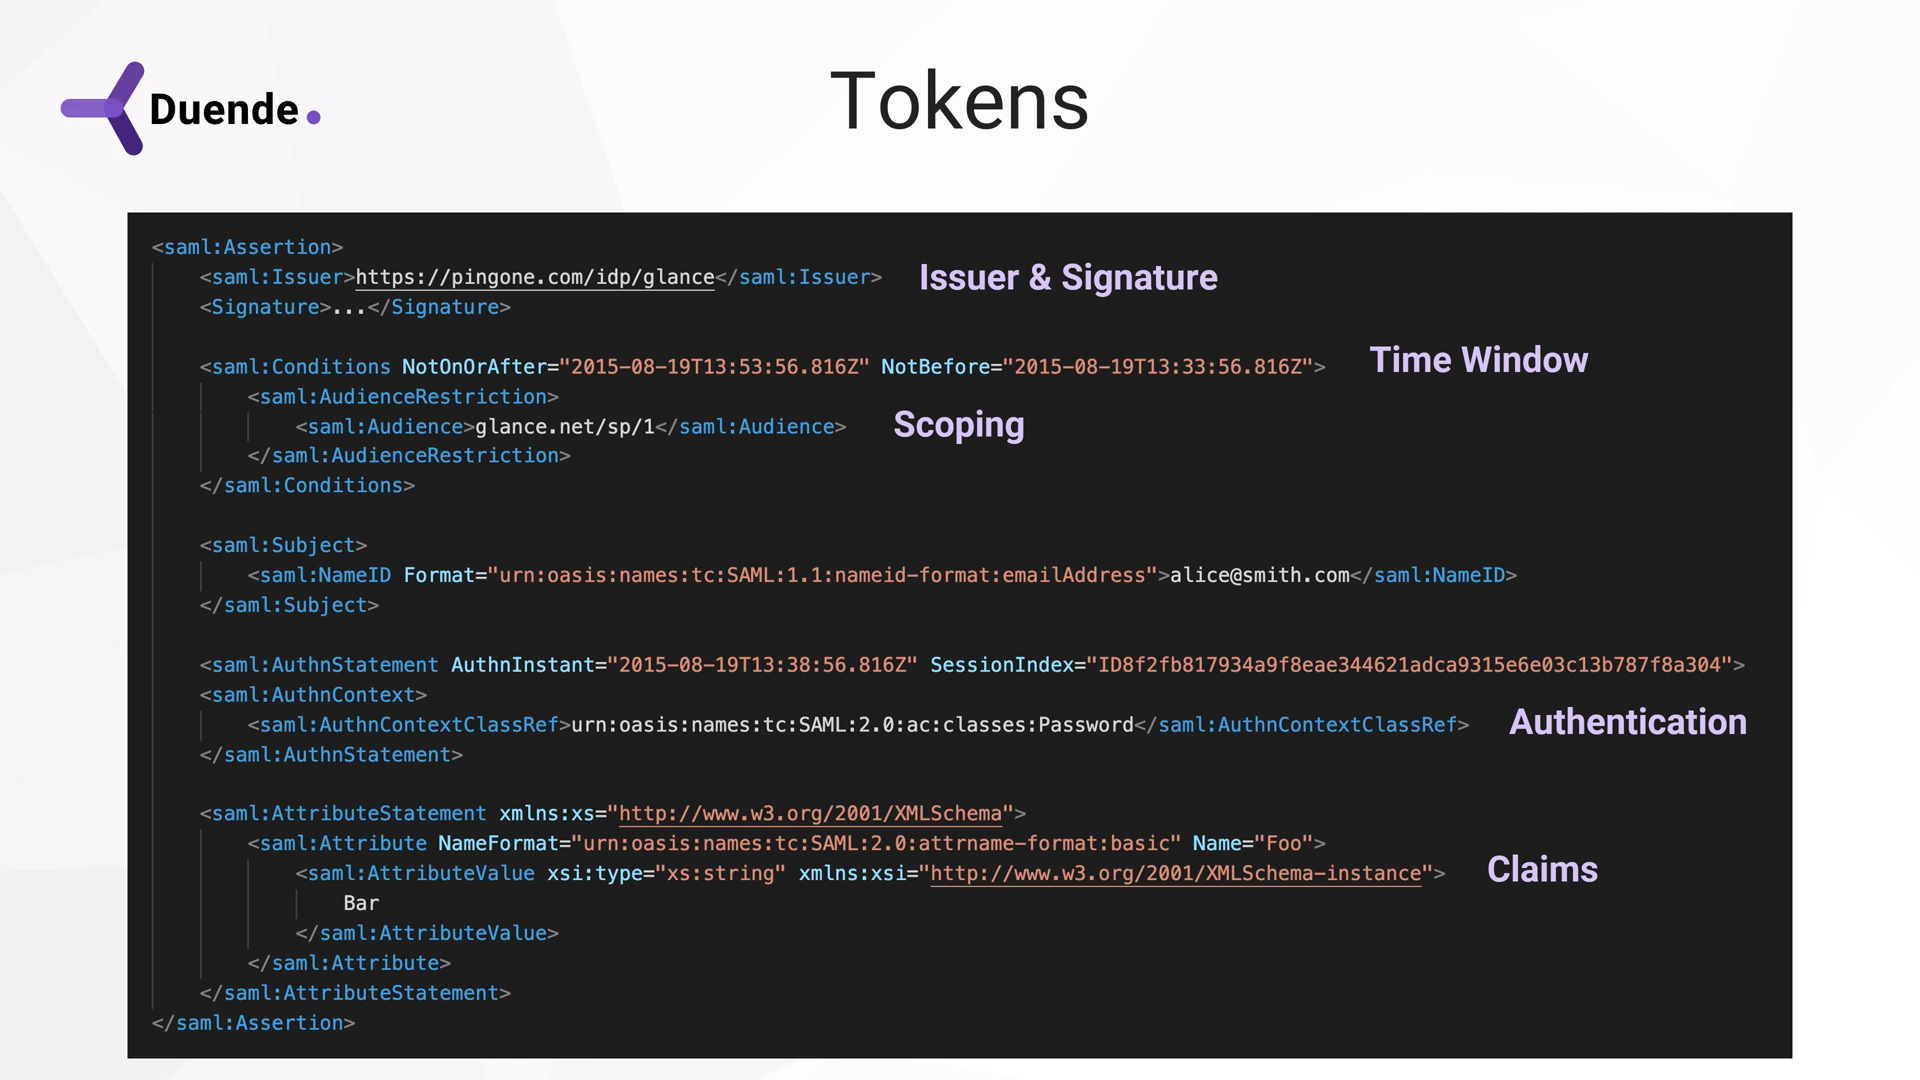 Duende.
Tokens
<saml:Assertion>
<saml:Issuer>https://pingone.com/idp/glance</saml:Issuer> Issuer & Signature
<Signature>...</Signature>
<saml:Conditions NotOnOrAfter="2015-08-19T13:53:56.816Z" NotBefore="2015-08-19T13:33:56.816Z"> Time Window
<saml:AudienceRestriction>
<saml:Audience>glance.net/sp/1</saml:Audience> Scoping
</saml:AudienceRestriction>
</saml:Conditions>
<saml:Subject>
<saml:NameID Format="urn:oasis:names:tc:SAML:1.1:nameid-format:emailAddress">alice@smith.com</saml:NameID>
</saml:Subject>
<saml:AuthnStatement AuthnInstant="2015-08-19T13:38:56.816Z" SessionIndex="ID8f2fb817934a9f8eae344621adca9315e6e03c13b787f8a304">
<saml:AuthnContext>
<saml:AuthnContextClassRef>urn:oasis:names:tc:SAML:2.0:ac:classes:Password</saml:AuthnContextClassRef> Authentication
</saml:AuthnStatement>
<saml:AttributeStatement xmlns:xs="http://www.w3.org/2001/XMLSchema">
<saml:Attribute NameFormat="urn:oasis:names:tc:SAML:2.0:attrname-format:basic" Name="Foo">
<saml:AttributeValue xsi:type="xs:string" xmlns:xsi="http://www.w3.org/2001/XMLSchema-instance"> Claims
Bar
</saml:AttributeValue>
</saml:Attribute>
</saml:AttributeStatement>
</saml:Assertion>